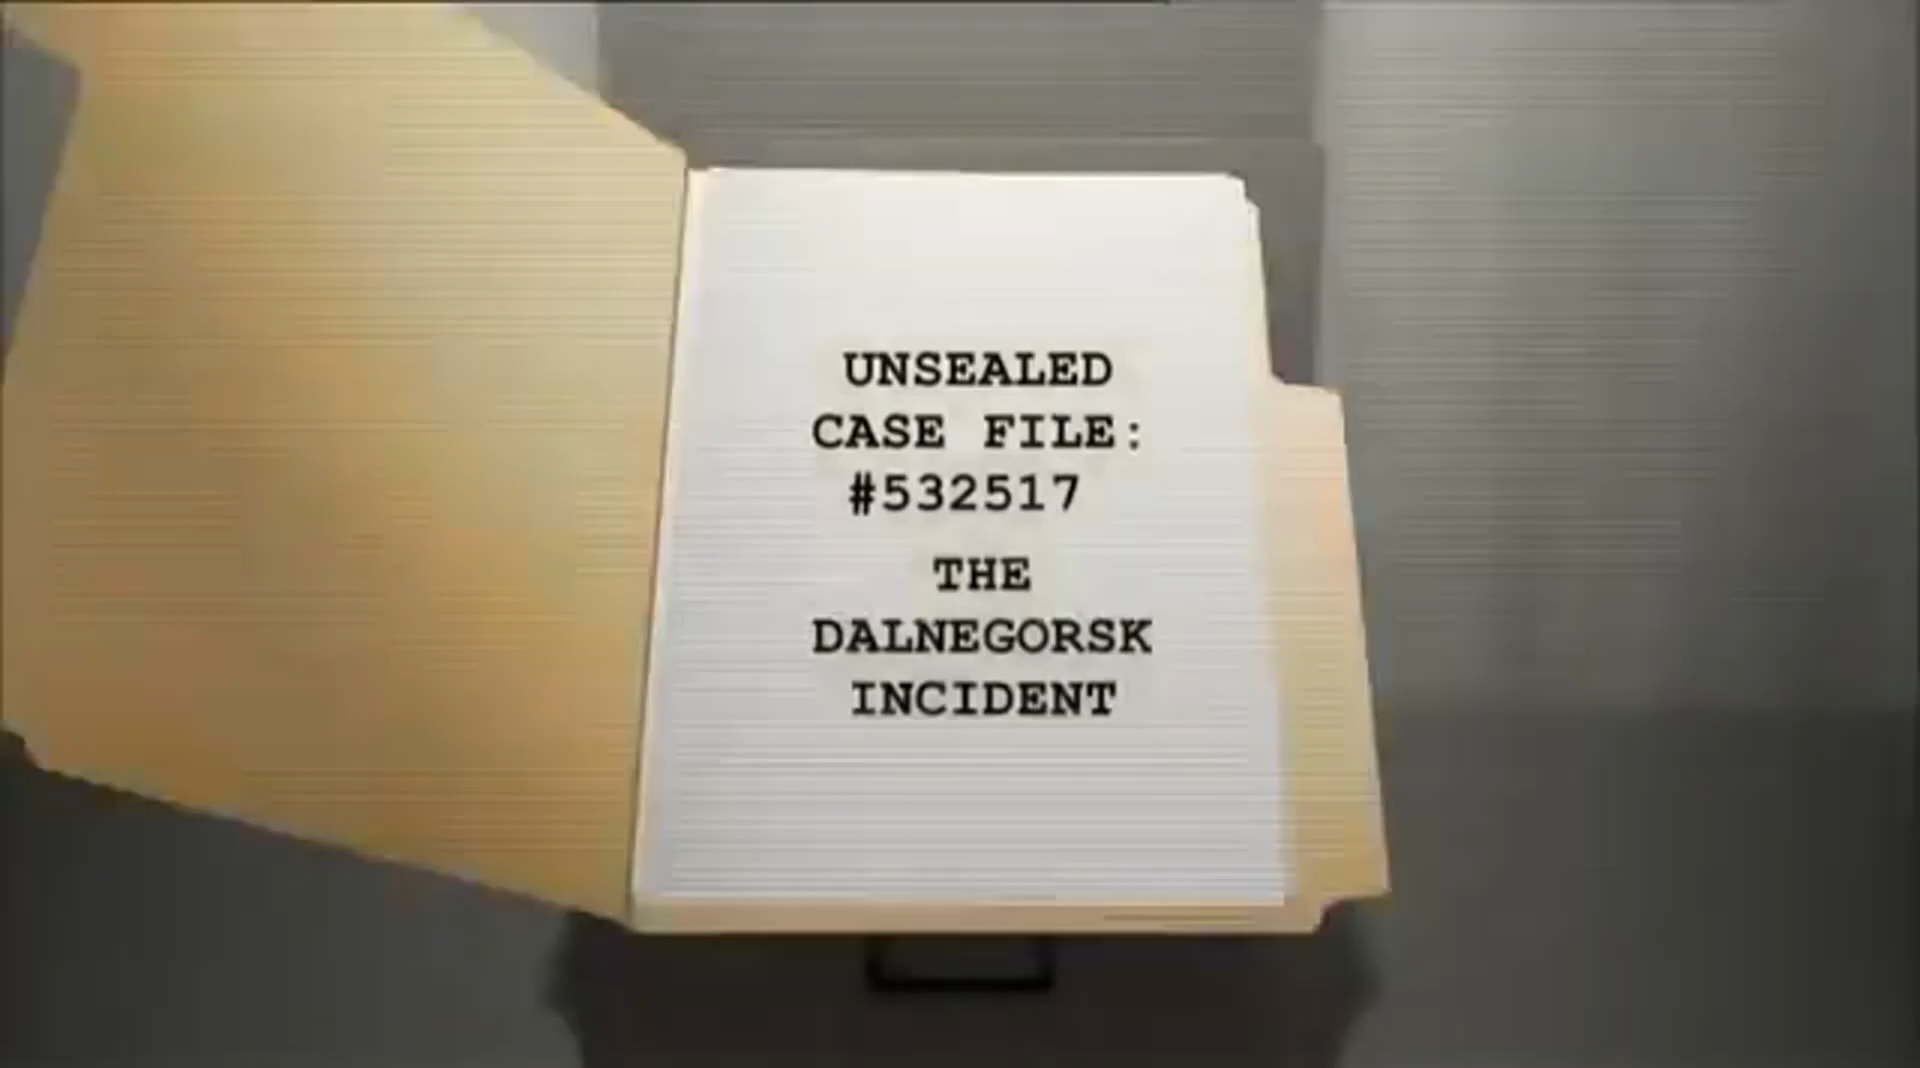 UNSEALED
CASE FILE:
#532517
THE
DALNEGORSK
INCIDENT